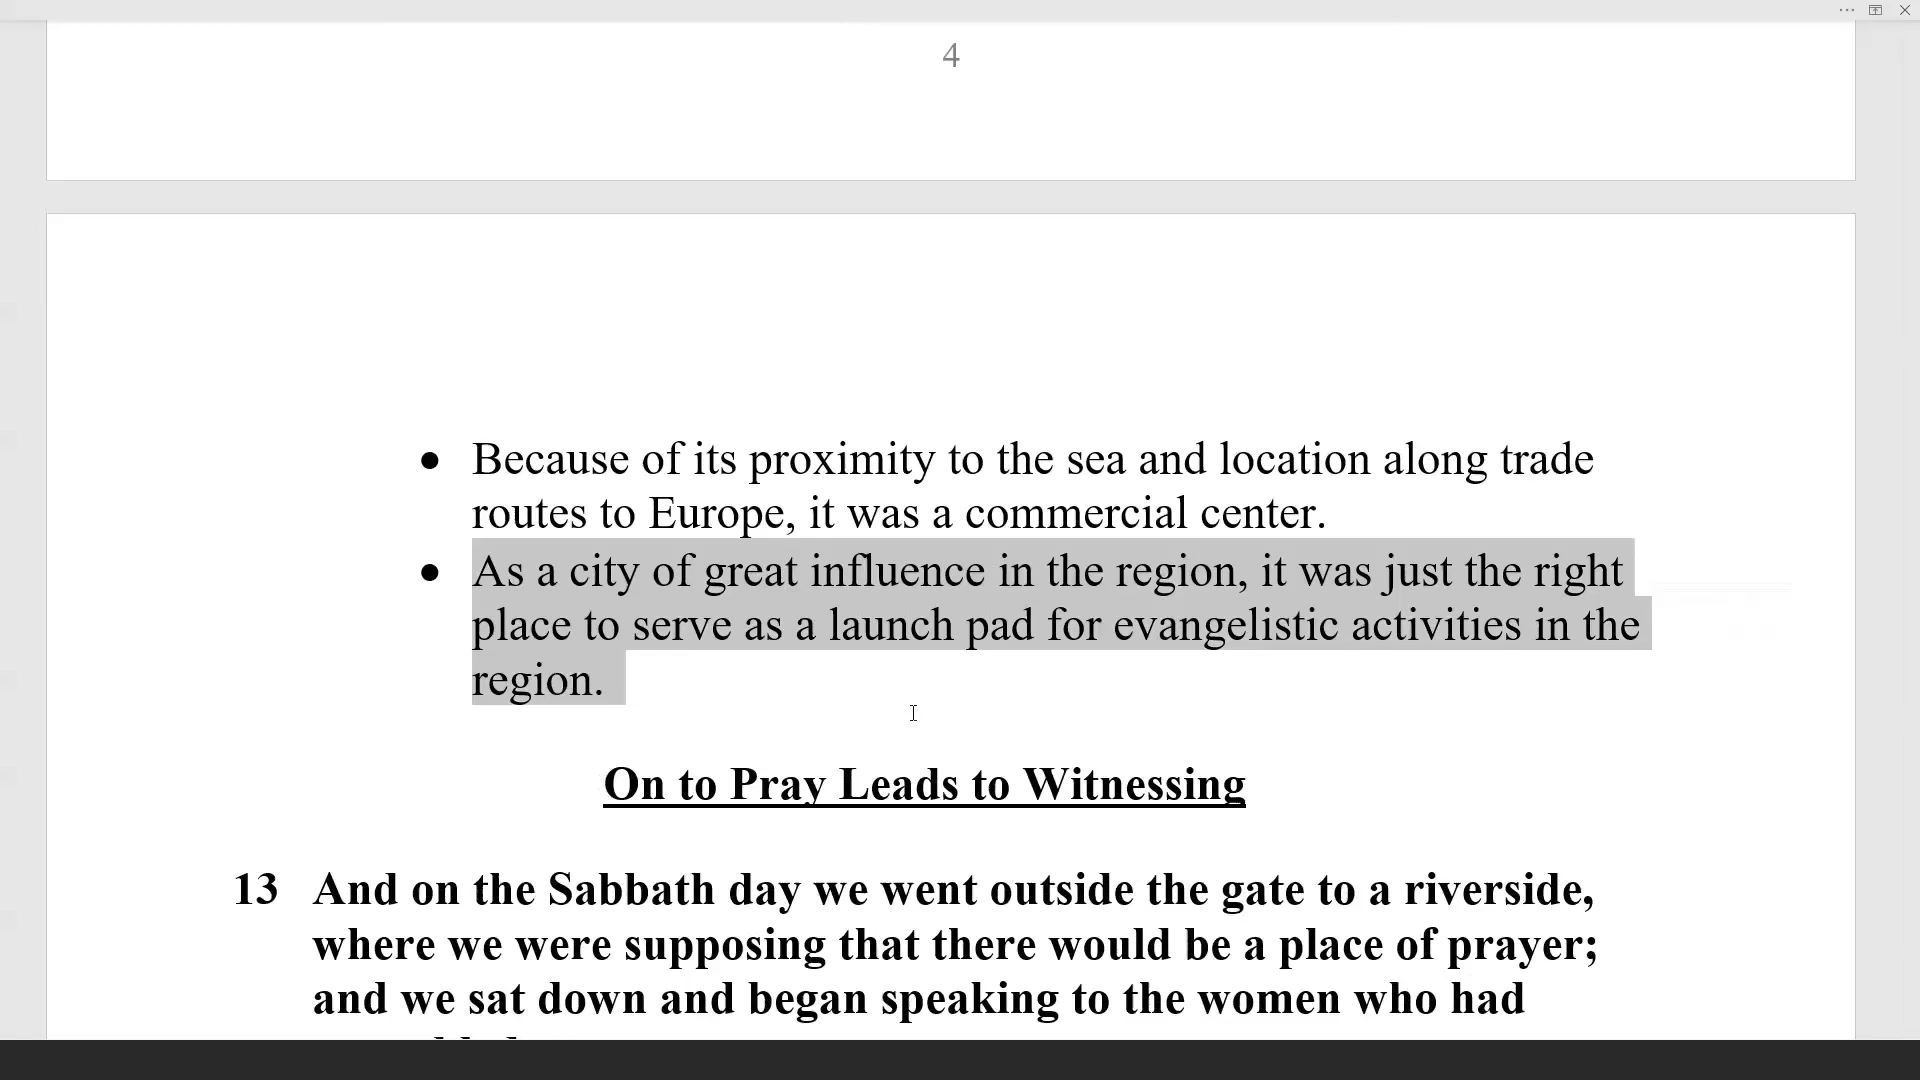 4
• Because of its proximity to the sea and location along trade
routes to Europe, it was a commercial center.
• As a city of great influence in the region, it was just the right
place to serve as a launch pad for evangelistic activities in the
region.
On to Pray Leads to Witnessing
13 And on the Sabbath day we went outside the gate to a riverside,
where we were supposing that there would be a place of prayer;
and we sat down and began speaking to the women who had